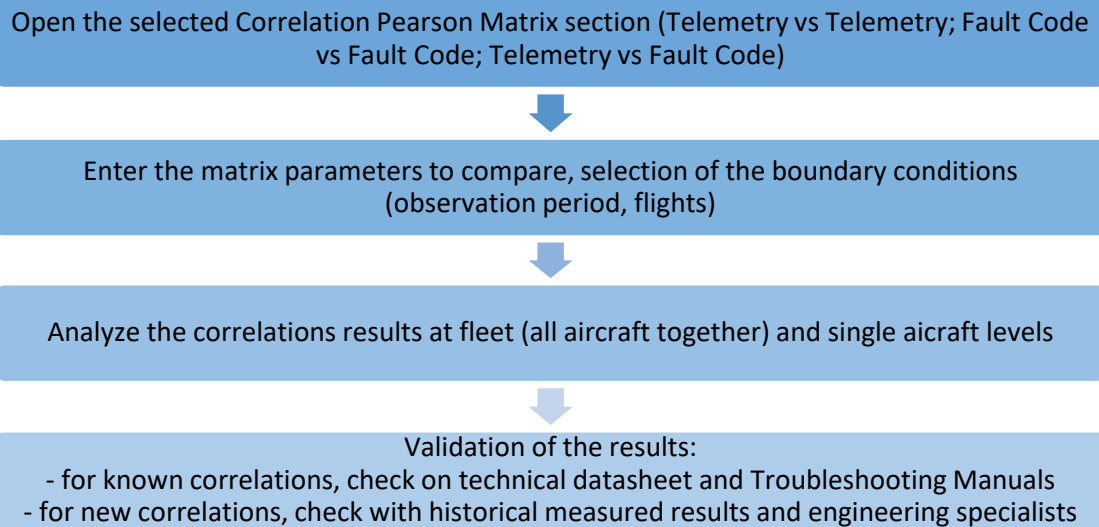 Open the selected Correlation Pearson Matrix section (Telemetry vs Telemetry; Fault Code
vs Fault Code; Telemetry vs Fault Code)
Enter the matrix parameters to compare, selection of the boundary conditions
(observation period, flights)
Analyze the correlations results at fleet (all aircraft together) and single aicraft levels
Validation of the results:
- for known correlations, check on technical datasheet and Troubleshooting Manuals
- for new correlations, check with historical measured results and engineering specialists